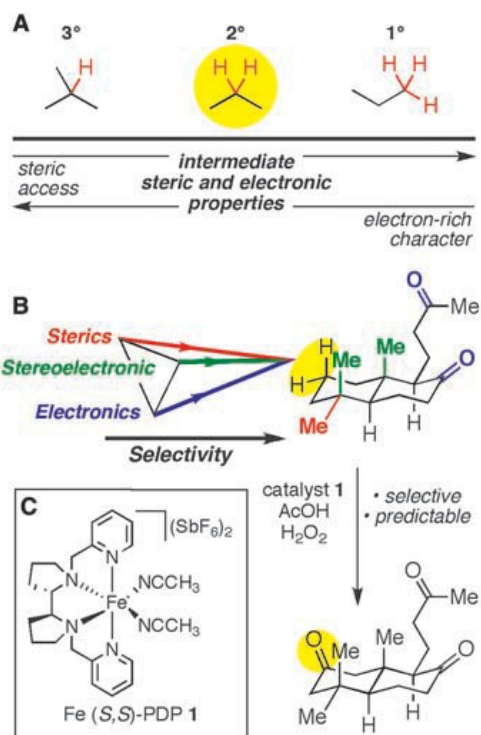 A
3° 2° 1°
H
H H
H
H
H
steric
access
intermediate
steric and electronic
properties
electron-rich
character
B
O
Me
Sterics
Stereoelectronic
Electronics
H
Me
Me
O
H
Me
H
H
Selectivity
catalyst 1
AcOH
H₂O₂
• selective
• predictable
C
(SbF₆)₂
N
N
NCCH₃
Fe
N
NCCH₃
N
Fe (S,S)-PDP 1
O
Me
O
Me
Me
O
Me
H
H